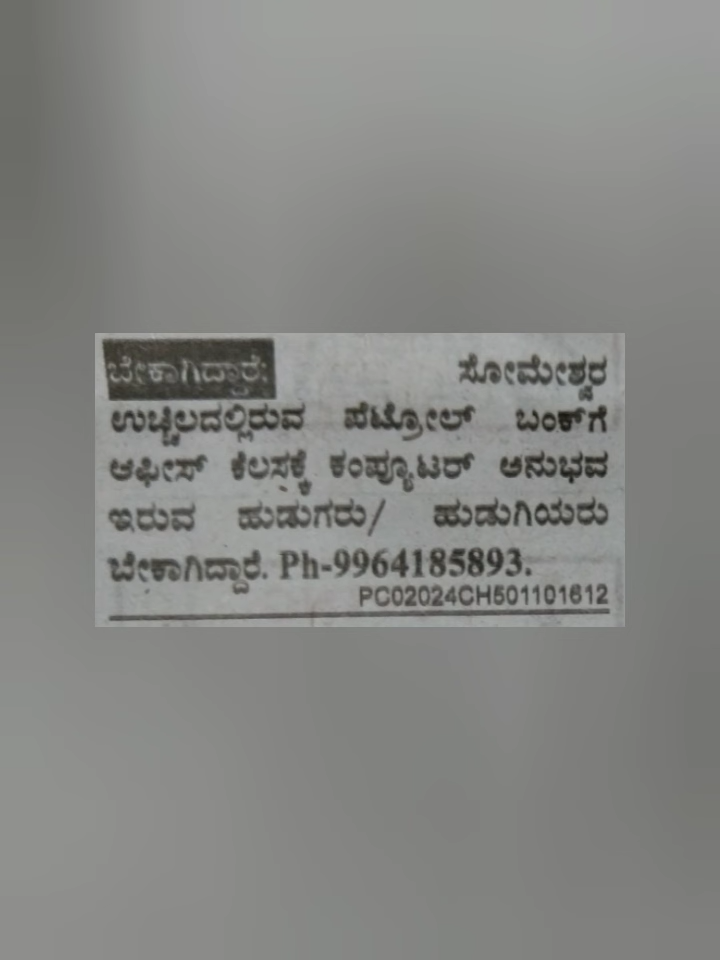 ಬೇಕಾಗಿದ್ದಾರೆ: ಸೋಮೇಶ್ವರ
ಉಚ್ಚಿಲದಲ್ಲಿರುವ ಪೆಟ್ರೋಲ್ ಬಂಕ್‌ಗೆ
ಆಫೀಸ್ ಕೆಲಸಕ್ಕೆ ಕಂಪ್ಯೂಟರ್ ಅನುಭವ
ಇರುವ ಹುಡುಗರು/ ಹುಡುಗಿಯರು
ಬೇಕಾಗಿದ್ದಾರೆ. Ph-9964185893.
PC02024CH501101612